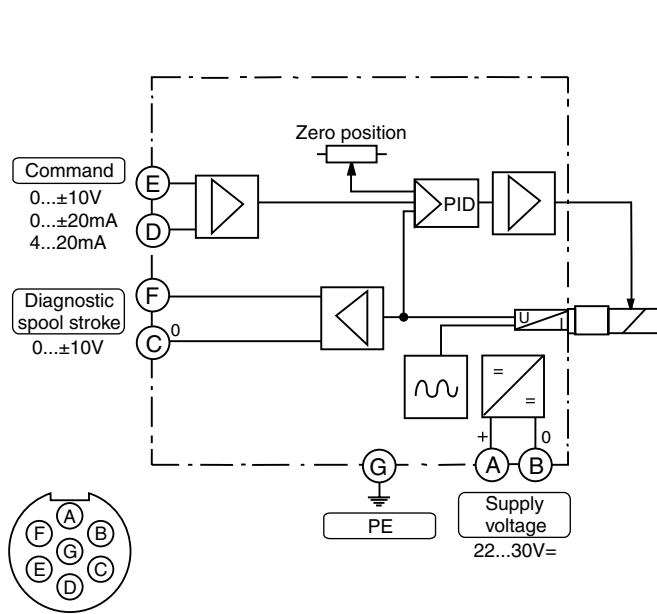 Zero position
Command
0...±10V
0...±20mA
4...20mA
E
D
PID
Diagnostic
spool stroke
0...±10V
F
C
0
U
L
=
=
+
0
G
A
B
PE
Supply
voltage
22...30V=
A
F
B
G
E
C
D